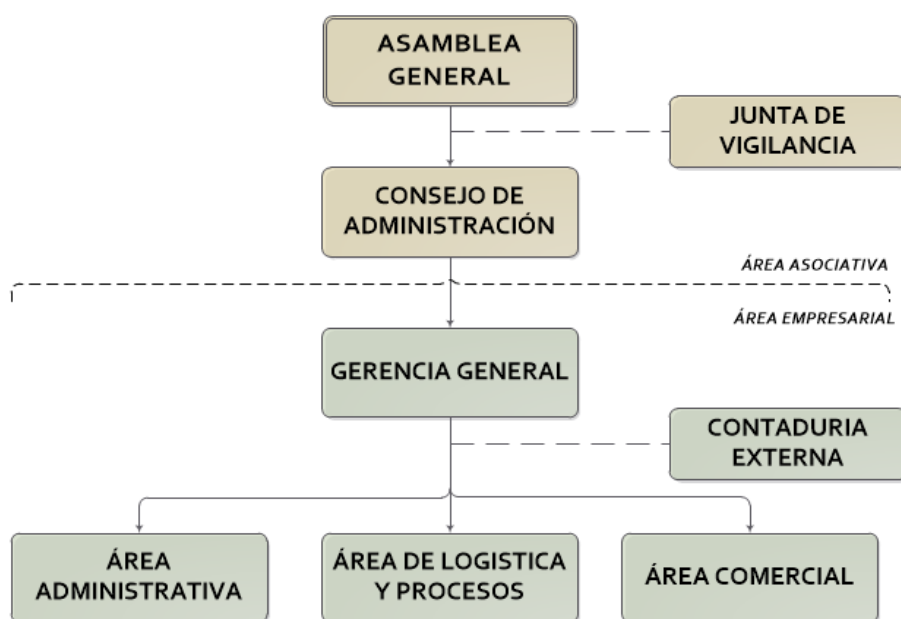 ASAMBLEA
GENERAL
JUNTA DE
VIGILANCIA
CONSEJO DE
ADMINISTRACIÓN
ÁREA ASOCIATIVA
ÁREA EMPRESARIAL
GERENCIA GENERAL
CONTADURIA
EXTERNA
ÁREA
ADMINISTRATIVA
ÁREA DE LOGISTICA
Y PROCESOS
ÁREA COMERCIAL